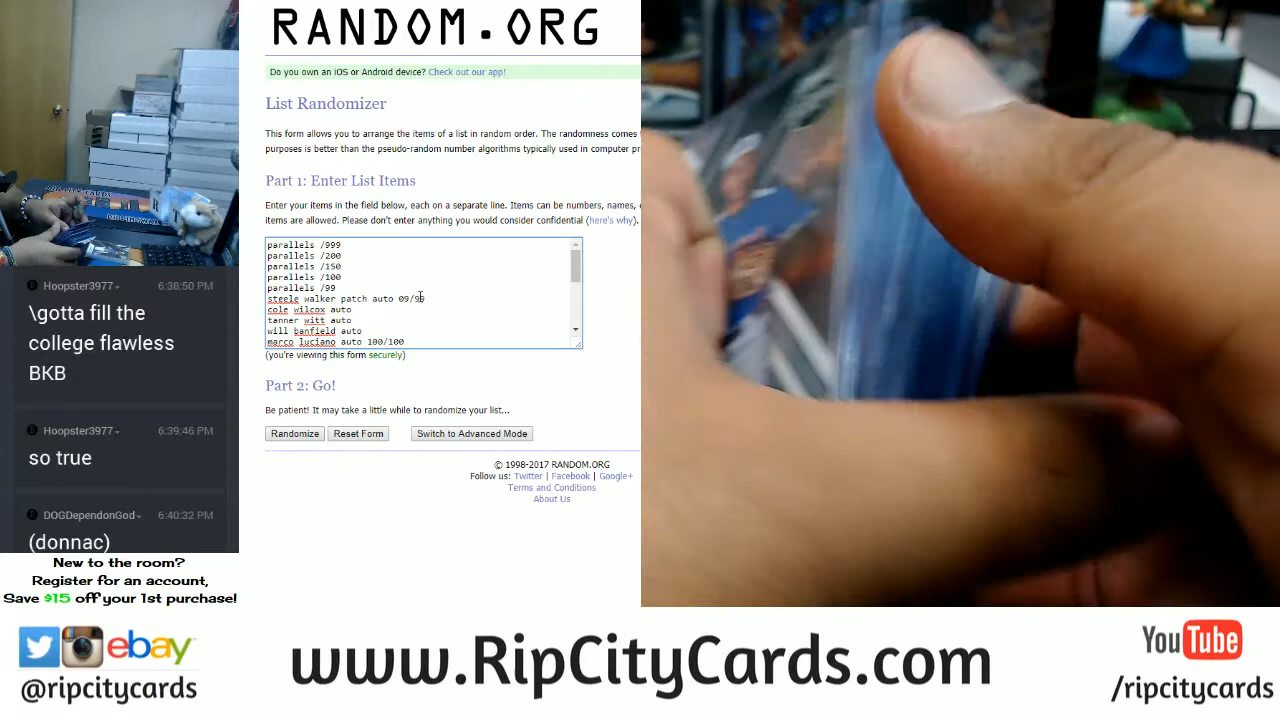 RANDOM.ORG
Do you own an iOS or Android device? Check out our app!
List Randomizer
This form allows you to arrange the items of a list in random order. The randomness comes
purposes is better than the pseudo-random number algorithms typically used in computer pr
Part 1: Enter List Items
Enter your items in the field below, each on a separate line. Items can be numbers, names,
items are allowed. Please don't enter anything you would consider confidential (here's why).
parallels /999
parallels /200
parallels /150
parallels /100
parallels /99
steele walker patch auto 09/99
cole wilcox auto
tanner witt auto
will banfield auto
marco luciano auto 100/100
(you're viewing this form securely)
Part 2: Go!
Be patient! It may take a little while to randomize your list...
Randomize Reset Form Switch to Advanced Mode
© 1998-2017 RANDOM.ORG
Follow us: Twitter | Facebook | Google+
Terms and Conditions
About Us
Hoopster3977 6:38:50 PM
\gotta fill the
college flawless
BKB
Hoopster3977 6:39:46 PM
so true
DOGDependonGod 6:40:32 PM
(donnac)
New to the room?
Register for an account,
Save $15 off your 1st purchase!
ebay
@ripcitycards
www.RipCityCards.com
YouTube
/ripcitycards